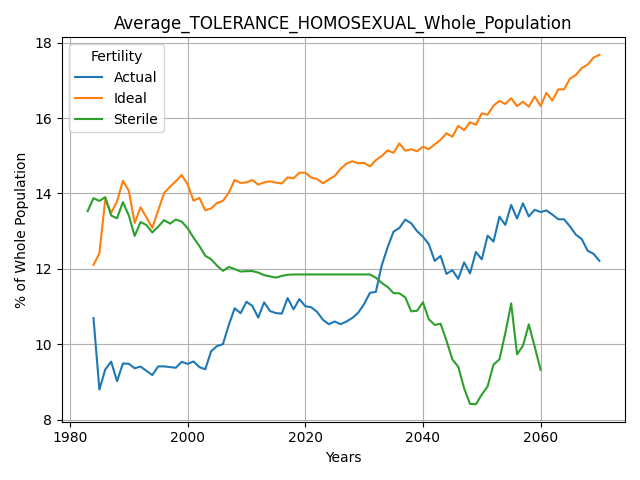 Average_TOLERANCE_HOMOSEXUAL_Whole_Population
Fertility
Actual
Ideal
Sterile
% of Whole Population
18
16
14
12
10
8
1980 2000 2020 2040 2060
Years